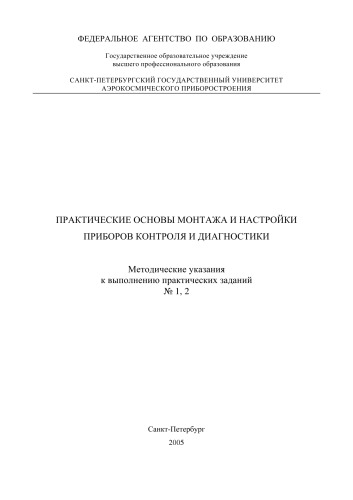 ФЕДЕРАЛЬНОЕ АГЕНТСТВО ПО ОБРАЗОВАНИЮ
Государственное образовательное учреждение
высшего профессионального образования
САНКТ-ПЕТЕРБУРГСКИЙ ГОСУДАРСТВЕННЫЙ УНИВЕРСИТЕТ
АЭРОКОСМИЧЕСКОГО ПРИБОРОСТРОЕНИЯ
ПРАКТИЧЕСКИЕ ОСНОВЫ МОНТАЖА И НАСТРОЙКИ
ПРИБОРОВ КОНТРОЛЯ И ДИАГНОСТИКИ
Методические указания
к выполнению практических заданий
№ 1, 2
Санкт-Петербург
2005